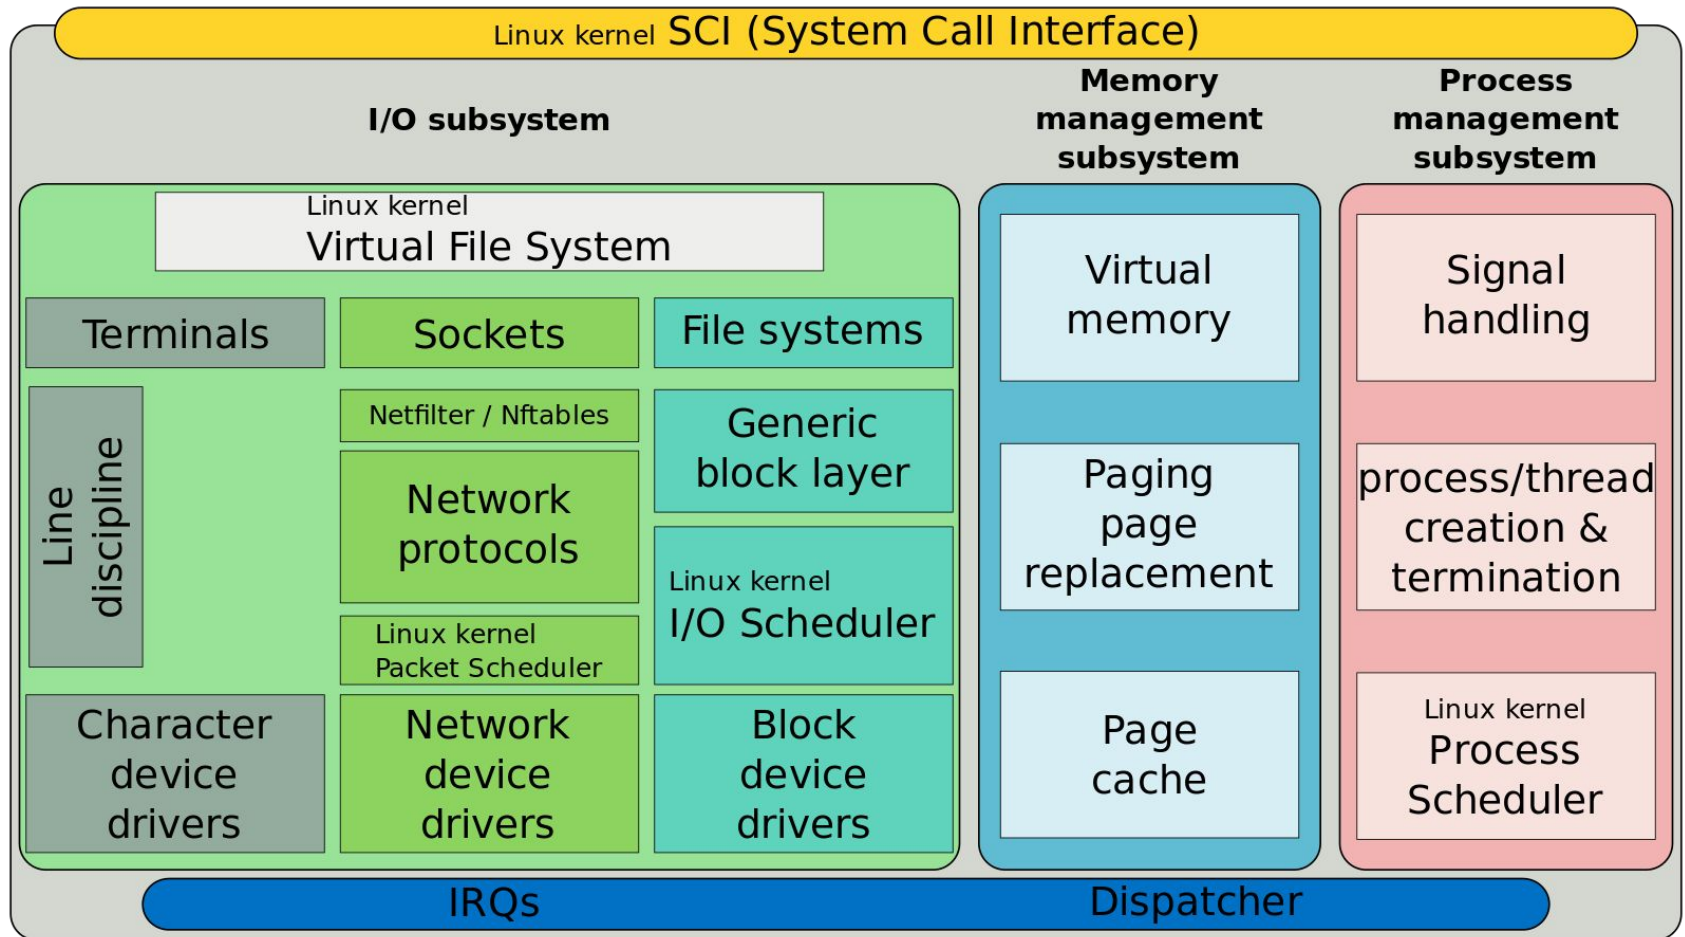 Linux kernel SCI (System Call Interface)
I/O subsystem
Memory
management
subsystem
Process
management
subsystem
Linux kernel
Virtual File System
Terminals
Sockets
File systems
Line
discipline
Netfilter / Nftables
Network
protocols
Linux kernel
Packet Scheduler
Generic
block layer
Linux kernel
I/O Scheduler
Character
device
drivers
Network
device
drivers
Block
device
drivers
Virtual
memory
Paging
page
replacement
Page
cache
Signal
handling
process/thread
creation &
termination
Linux kernel
Process
Scheduler
IRQs
Dispatcher